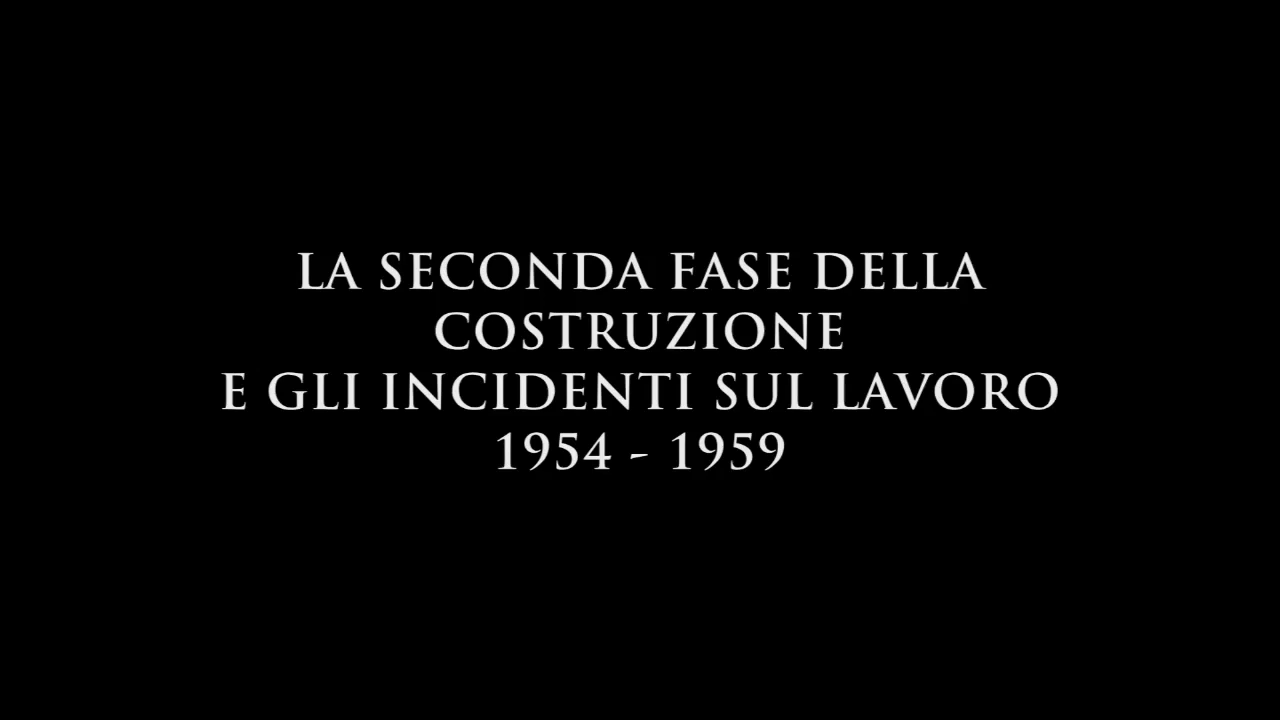 LA SECONDA FASE DELLA
COSTRUZIONE
E GLI INCIDENTI SUL LAVORO
1954 - 1959